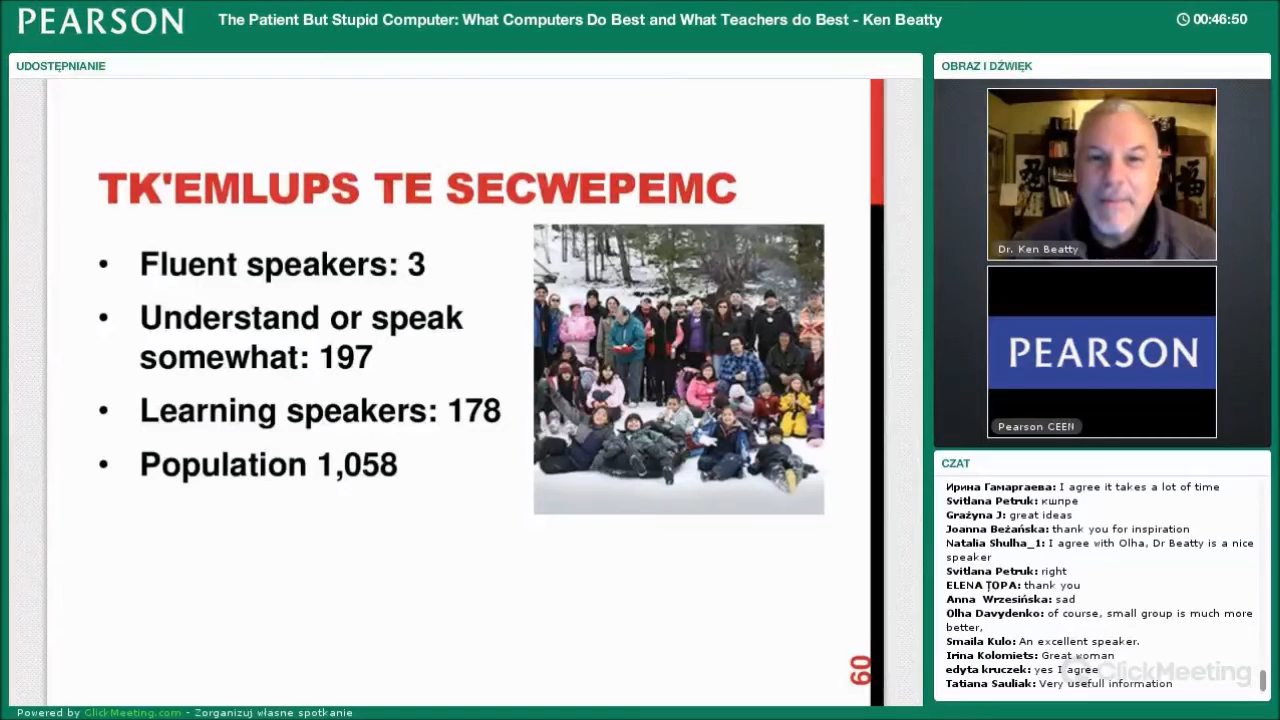 PEARSON
The Patient But Stupid Computer: What Computers Do Best and What Teachers do Best - Ken Beatty
00:46:50
UDOSTĘPNIANIE
TK'EMLUPS TE SECWEPEMC
• Fluent speakers: 3
• Understand or speak
somewhat: 197
• Learning speakers: 178
• Population 1,058
60
OBRAZ I DŹWIĘK
Dr. Ken Beatty
PEARSON
Pearson CEEN
CZAT
Ирина Гамаргаева: I agree it takes a lot of time
Svitlana Petruk: кшпре
Grażyna J: great ideas
Joanna Beżańska: thank you for inspiration
Natalia Shulha_1: I agree with Olha, Dr Beatty is a nice
speaker
Svitlana Petruk: right
ELENA ȚOPA: thank you
Anna Wrzesińska: sad
Olha Davydenko: of course, small group is much more
better,
Smaila Kulo: An excellent speaker.
Irina Kolomiets: Great woman
edyta kruczek: yes I agree
Tatiana Sauliak: Very usefull information
ClickMeeting
Powered by ClickMeeting.com - Zorganizuj własne spotkanie